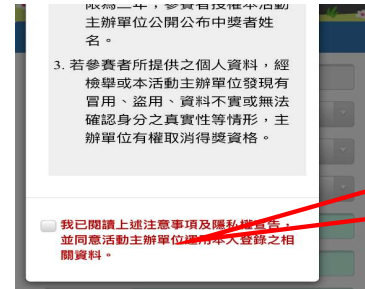 限為二年，參賽者授權本活動
主辦單位公開公布中獎者姓
名。
3. 若參賽者所提供之個人資料，經
檢舉或本活動主辦單位發現有
冒用、盜用、資料不實或無法
確認身分之真實性等情形，主
辦單位有權取消得獎資格。
我已閱讀上述注意事項及隱私權宣告，
並同意活動主辦單位運用本人登錄之相
關資料。